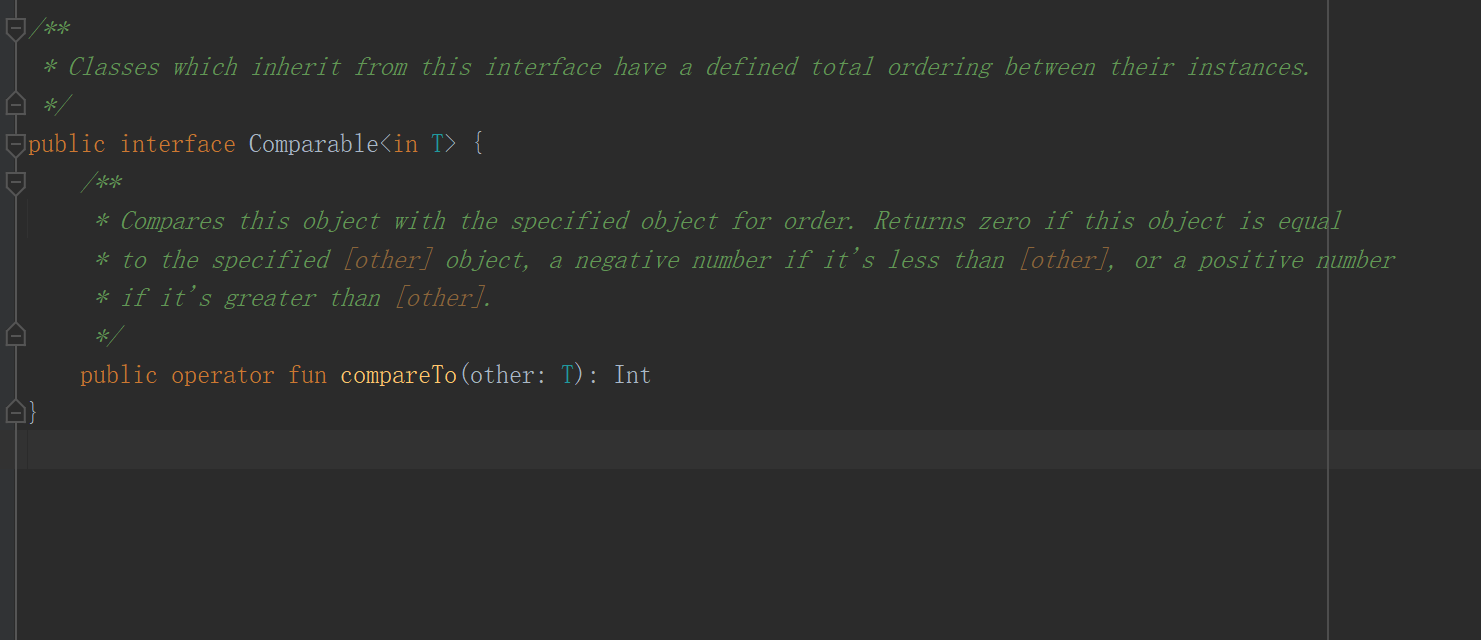 /**
 * Classes which inherit from this interface have a defined total ordering between their instances.
 */
public interface Comparable<in T> {
    /**
     * Compares this object with the specified object for order. Returns zero if this object is equal
     * to the specified [other] object, a negative number if it's less than [other], or a positive number
     * if it's greater than [other].
     */
    public operator fun compareTo(other: T): Int
}